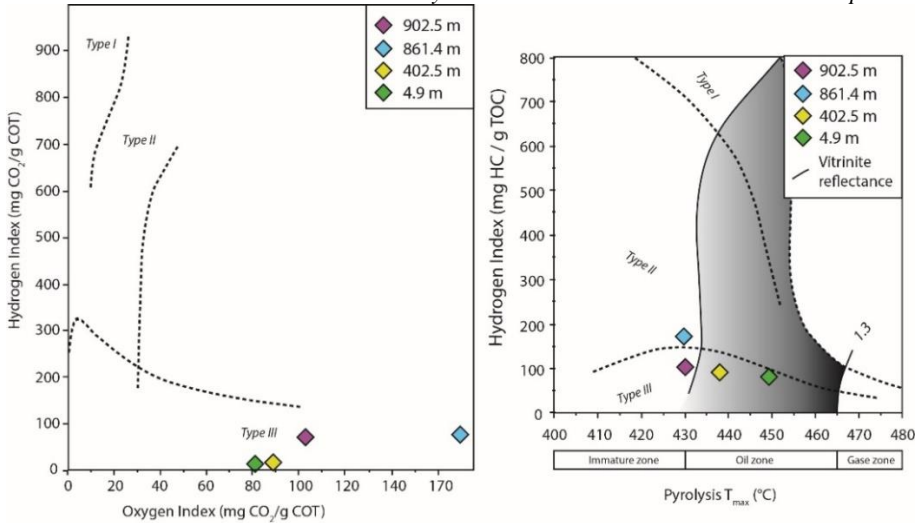 902.5 m
861.4 m
402.5 m
4.9 m
Type I
Type II
Type III
Hydrogen Index (mg CO2/g COT)
900
800
700
600
500
400
300
200
100
0
0 20 40 60 80 100 120 140 170
Oxygen Index (mg CO2/g COT)
902.5 m
861.4 m
402.5 m
4.9 m
Vitrinite
reflectance
Type I
Type II
Type III
1.3
Hydrogen Index (mg HC / g TOC)
800
700
600
500
400
300
200
100
0
400 410 420 430 440 450 460 470 480
Immature zone Oil zone Gase zone
Pyrolysis Tmax (°C)